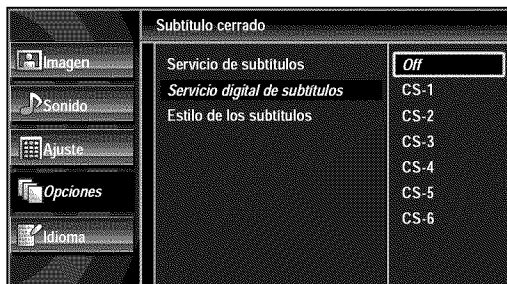 Subtítulo cerrado
Imagen
Sonido
Ajuste
Opciones
Idioma
Servicio de subtítulos
Servicio digital de subtítulos
Estilo de los subtítulos
Off
CS-1
CS-2
CS-3
CS-4
CS-5
CS-6